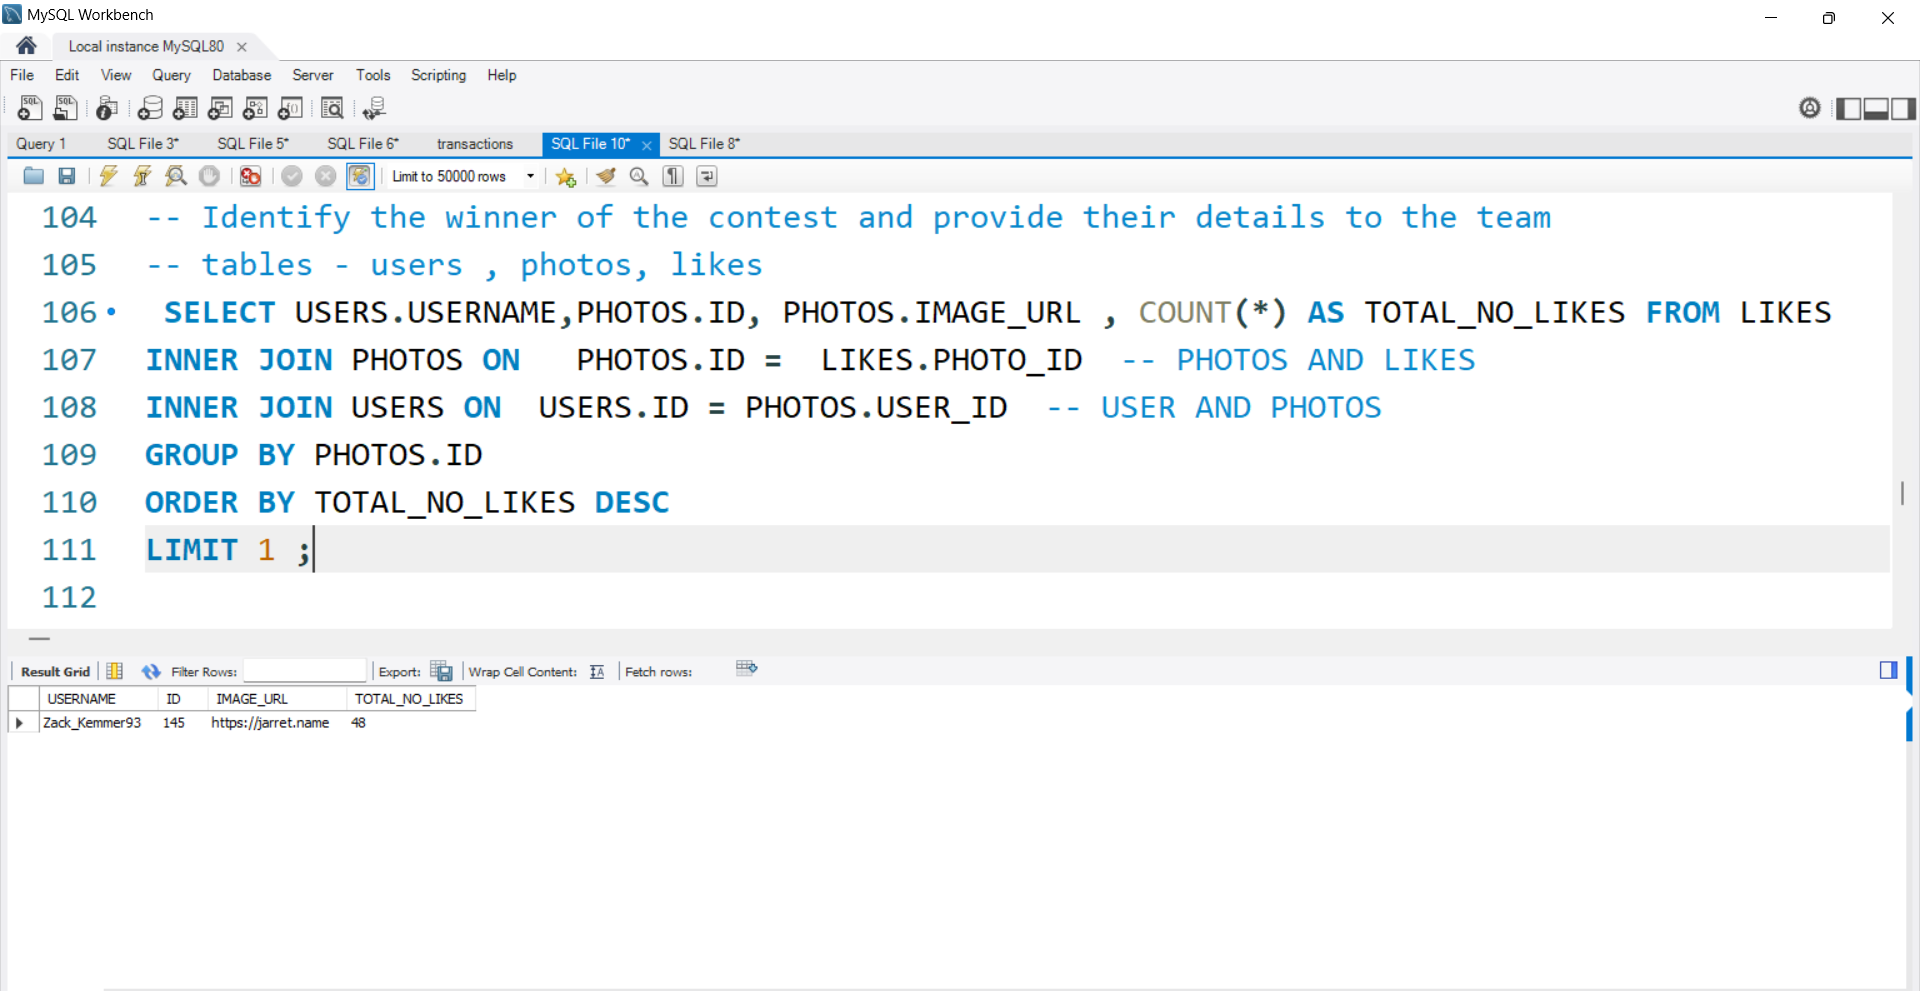 MySQL Workbench
Local instance MySQL80
File Edit View Query Database Server Tools Scripting Help
Query 1 SQL File 3* SQL File 5* SQL File 6* transactions SQL File 10* SQL File 8*
Limit to 50000 rows
104 -- Identify the winner of the contest and provide their details to the team
105 -- tables - users , photos, likes
106 SELECT USERS.USERNAME,PHOTOS.ID, PHOTOS.IMAGE_URL , COUNT(*) AS TOTAL_NO_LIKES FROM LIKES
107 INNER JOIN PHOTOS ON PHOTOS.ID = LIKES.PHOTO_ID -- PHOTOS AND LIKES
108 INNER JOIN USERS ON USERS.ID = PHOTOS.USER_ID -- USER AND PHOTOS
109 GROUP BY PHOTOS.ID
110 ORDER BY TOTAL_NO_LIKES DESC
111 LIMIT 1 ;
112
Result Grid Filter Rows: Export: Wrap Cell Content: Fetch rows:
USERNAME ID IMAGE_URL TOTAL_NO_LIKES
Zack_Kemmer93 145 https://jarret.name 48